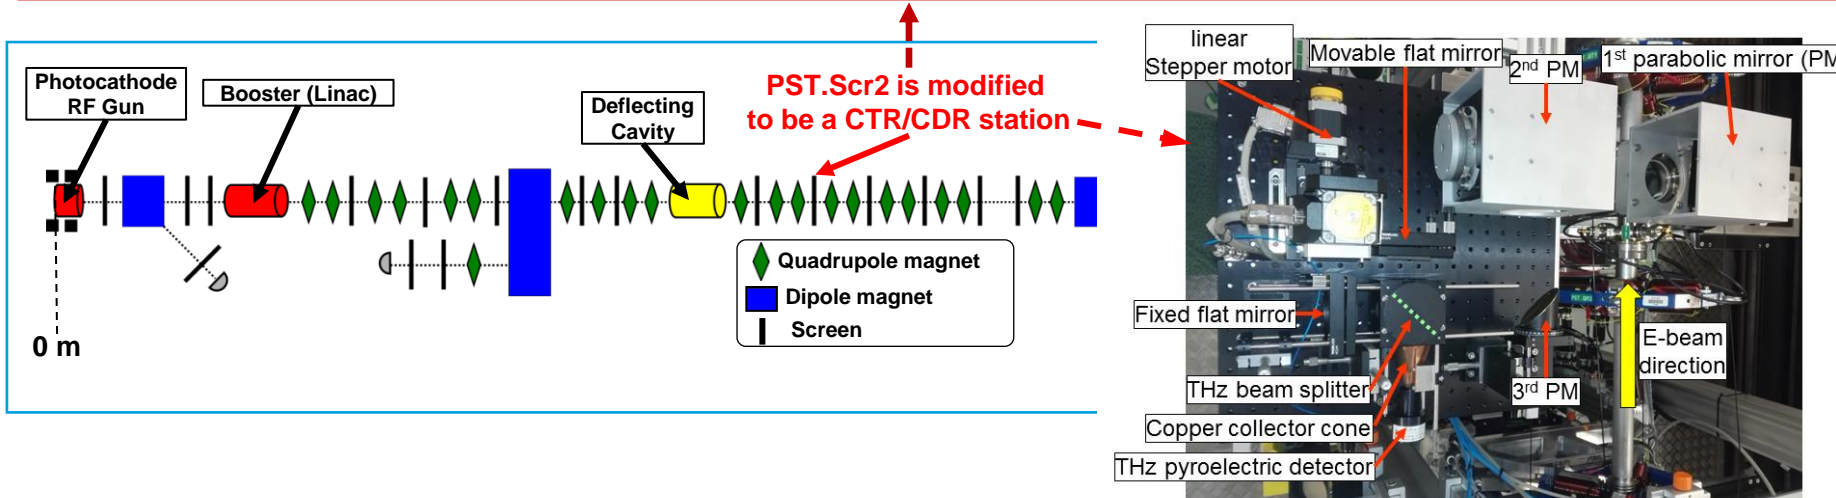 Photocathode
RF Gun
Booster (Linac)
Deflecting
Cavity
PST.Scr2 is modified
to be a CTR/CDR station
Quadrupole magnet
Dipole magnet
Screen
0 m
linear
Stepper motor
Movable flat mirror
2nd PM
1st parabolic mirror (PM
Fixed flat mirror
E-beam
direction
THz beam splitter
3rd PM
Copper collector cone
THz pyroelectric detector